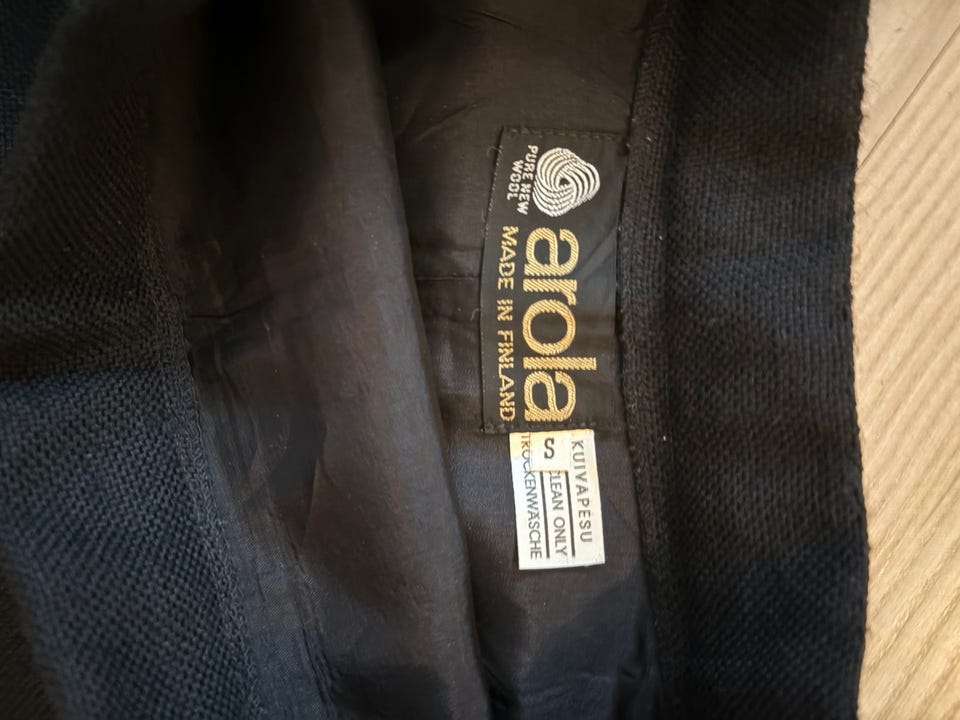 PURE NEW
WOOL
arola
MADE IN FINLAND
S
KUIVAPESU
CLEAN ONLY
TROCKENWÄSCHE